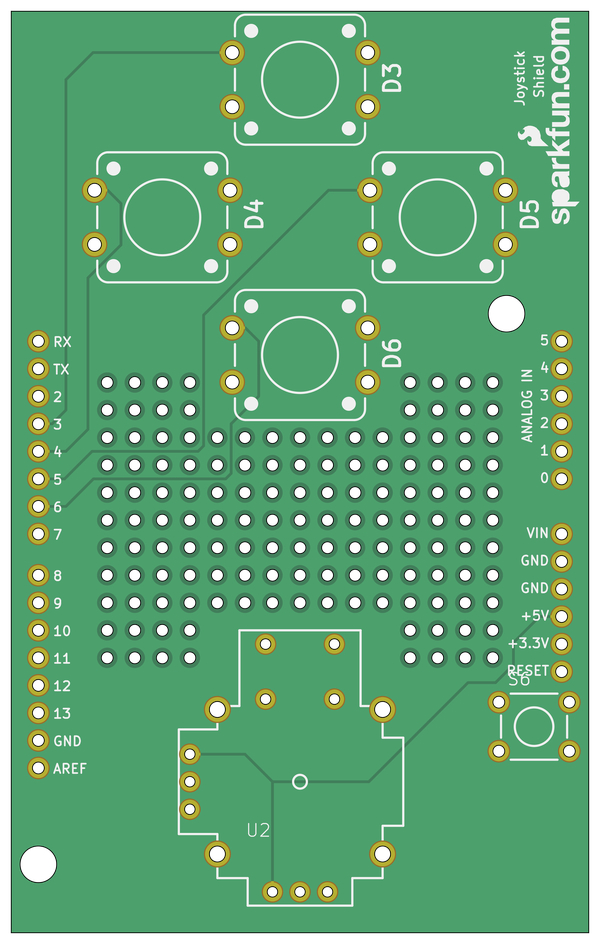 Joystick
Shield
sparkfun.com
D3
D4
D5
D6
RX
TX
2
3
4
5
6
7
8
9
10
11
12
13
GND
AREF
ANALOG IN
5
4
3
2
1
0
VIN
GND
GND
+5V
+3.3V
RESET
S6
U2